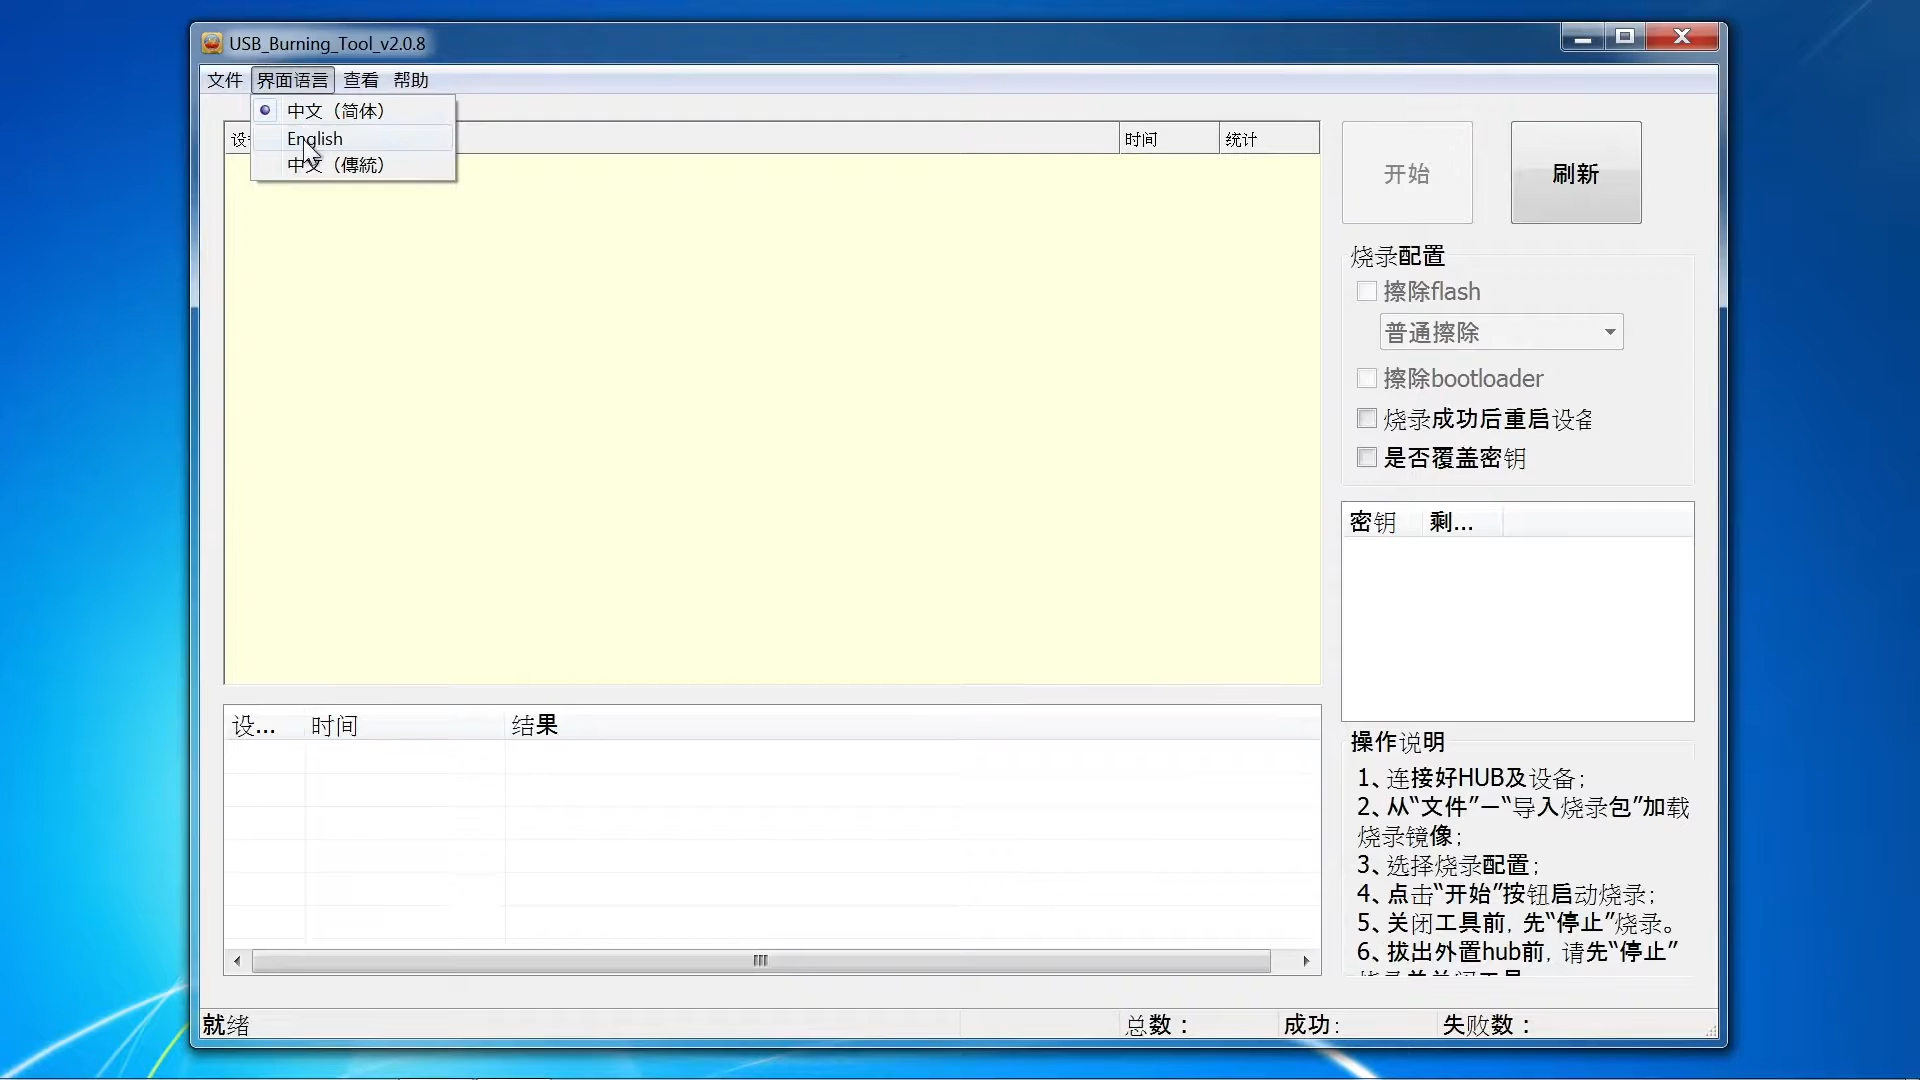 USB_Burning_Tool_v2.0.8
文件 界面语言 查看 帮助
中文（简体）
English
中文（傳統）
时间 统计
开始
刷新
烧录配置
擦除flash
普通擦除
擦除bootloader
烧录成功后重启设备
是否覆盖密钥
密钥 剩...
设... 时间 结果
操作说明
1、连接好HUB及设备；
2、从“文件”—“导入烧录包”加载
烧录镜像；
3、选择烧录配置；
4、点击“开始”按钮启动烧录；
5、关闭工具前，先“停止”烧录。
6、拔出外置hub前，请先“停止”
就绪 总数： 成功： 失败数：